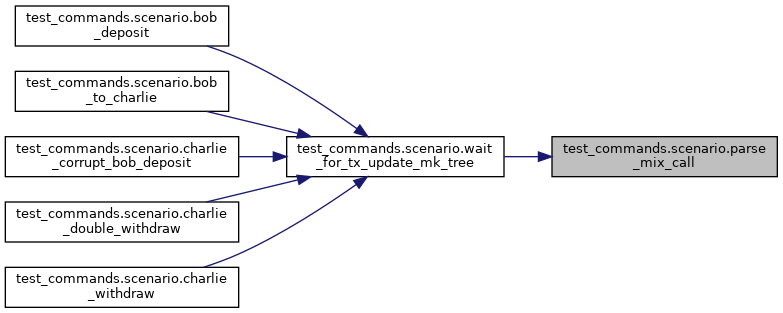 test_commands.scenario.bob
_deposit
test_commands.scenario.bob
_to_charlie
test_commands.scenario.charlie
_corrupt_bob_deposit
test_commands.scenario.charlie
_double_withdraw
test_commands.scenario.charlie
_withdraw
test_commands.scenario.wait
_for_tx_update_mk_tree
test_commands.scenario.parse
_mix_call